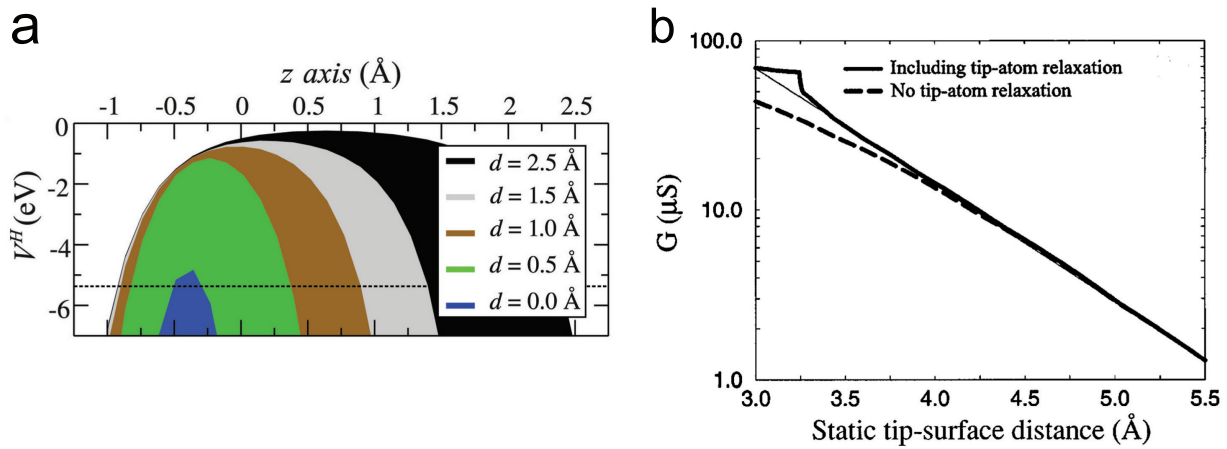 a
z axis (Å)
-1 -0.5 0 0.5 1 1.5 2 2.5
0
-2
-4
-6
V^H (eV)
d = 2.5 Å
d = 1.5 Å
d = 1.0 Å
d = 0.5 Å
d = 0.0 Å
b
100.0
10.0
1.0
G (μS)
Including tip-atom relaxation
No tip-atom relaxation
3.0 3.5 4.0 4.5 5.0 5.5
Static tip-surface distance (Å)